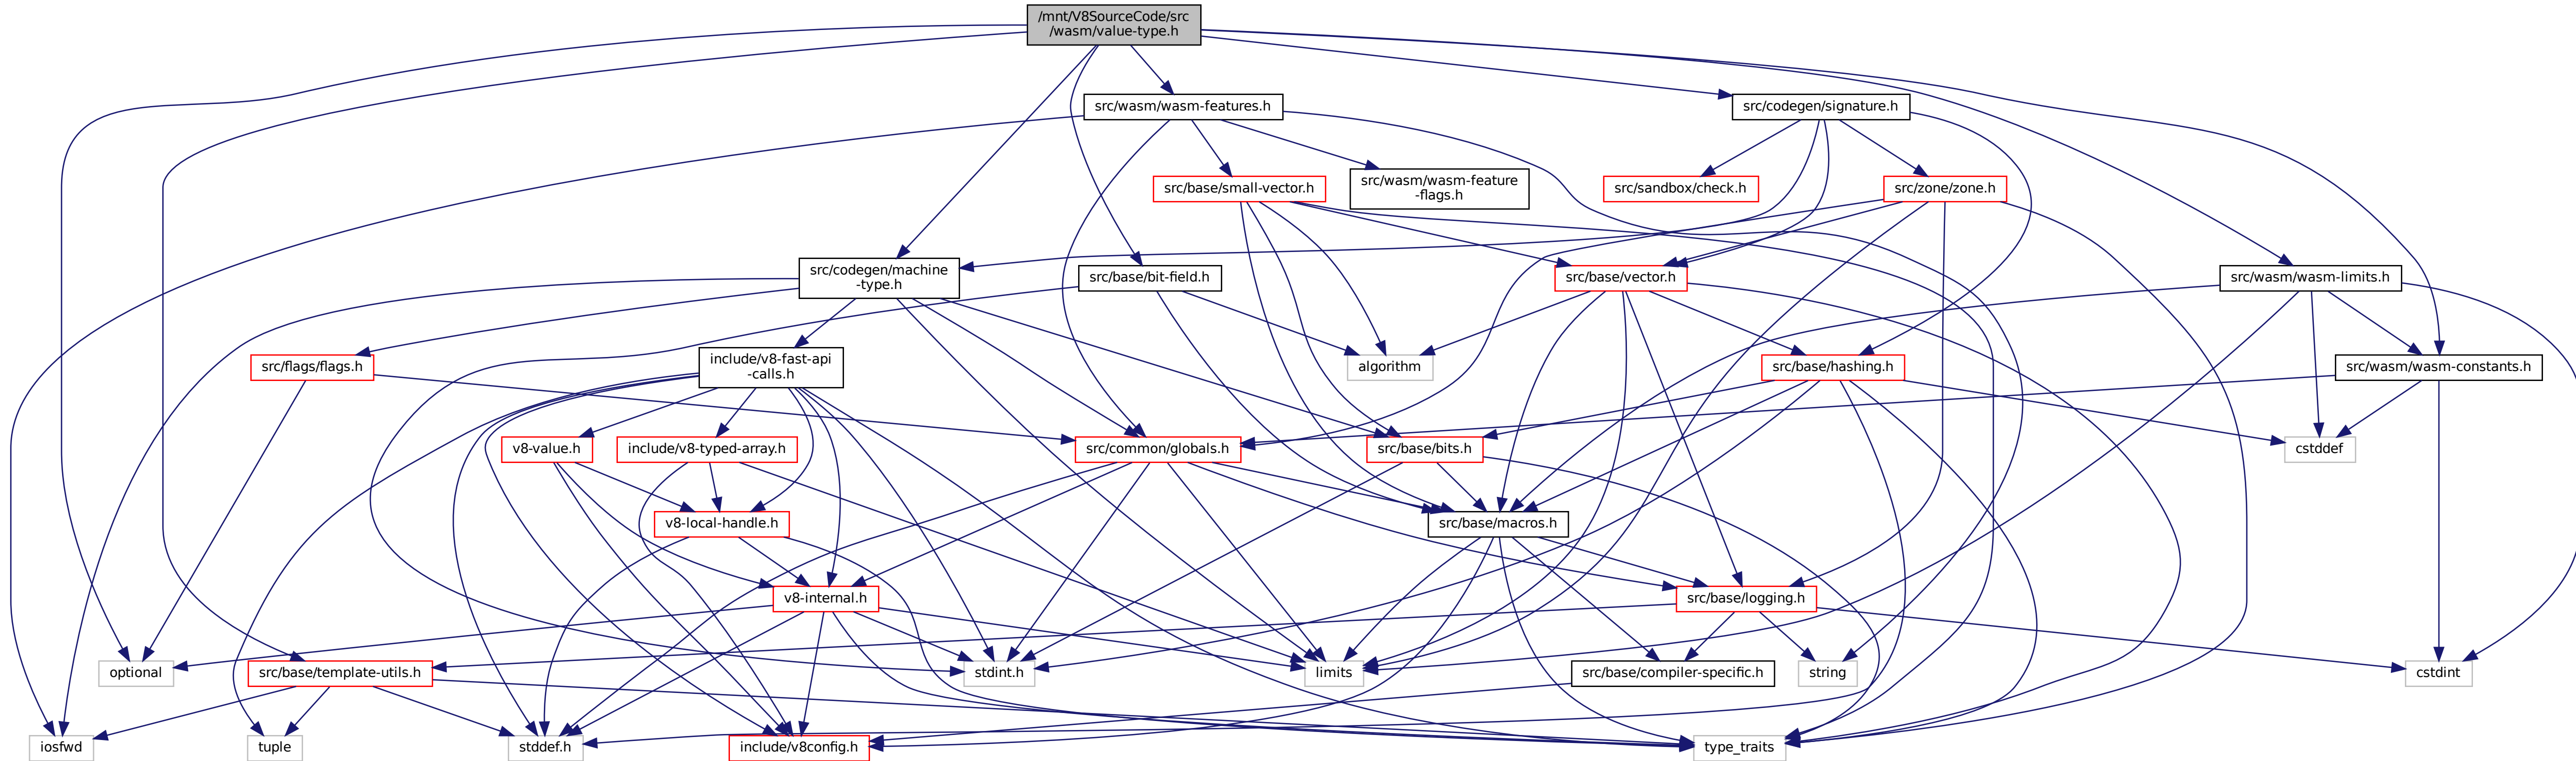 /mnt/V8SourceCode/src
/wasm/value-type.h
src/wasm/wasm-features.h
src/codegen/signature.h
src/base/small-vector.h
src/wasm/wasm-feature
-flags.h
src/sandbox/check.h
src/zone/zone.h
src/codegen/machine
-type.h
src/base/bit-field.h
src/base/vector.h
src/wasm/wasm-limits.h
src/flags/flags.h
include/v8-fast-api
-calls.h
algorithm
src/base/hashing.h
src/wasm/wasm-constants.h
v8-value.h
include/v8-typed-array.h
src/common/globals.h
src/base/bits.h
cstddef
v8-local-handle.h
src/base/macros.h
v8-internal.h
src/base/logging.h
optional
src/base/template-utils.h
stdint.h
limits
src/base/compiler-specific.h
string
cstdint
iosfwd
tuple
stddef.h
include/v8config.h
type_traits